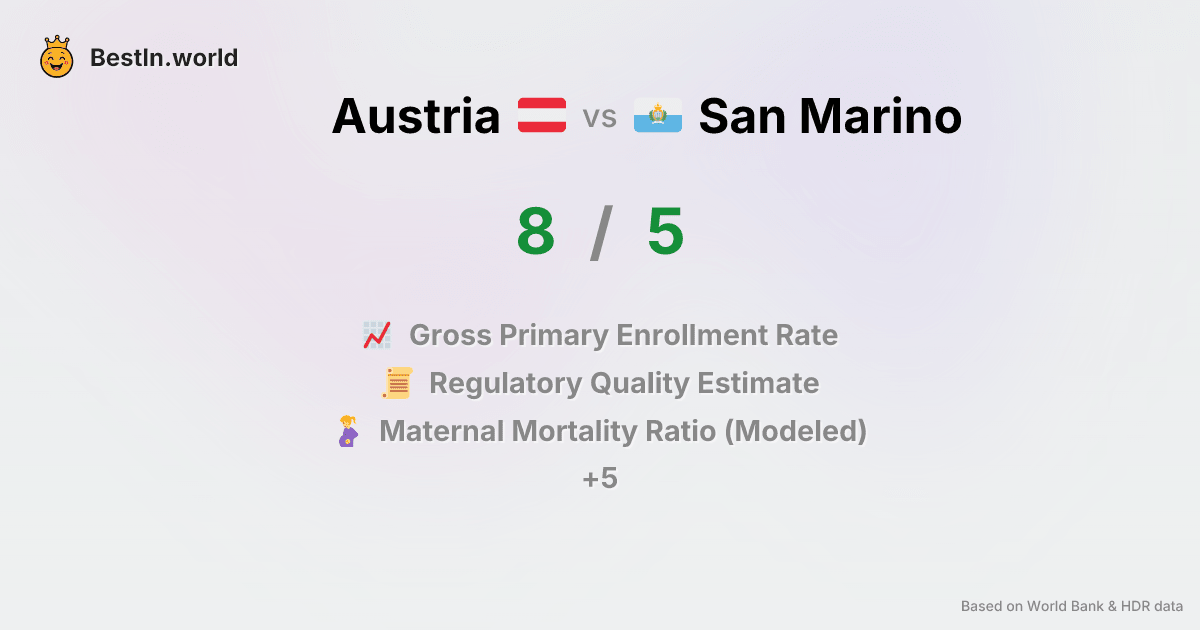 BestIn.world
Austria vs San Marino
8 / 5
Gross Primary Enrollment Rate
Regulatory Quality Estimate
Maternal Mortality Ratio (Modeled)
+5
Based on World Bank & HDR data